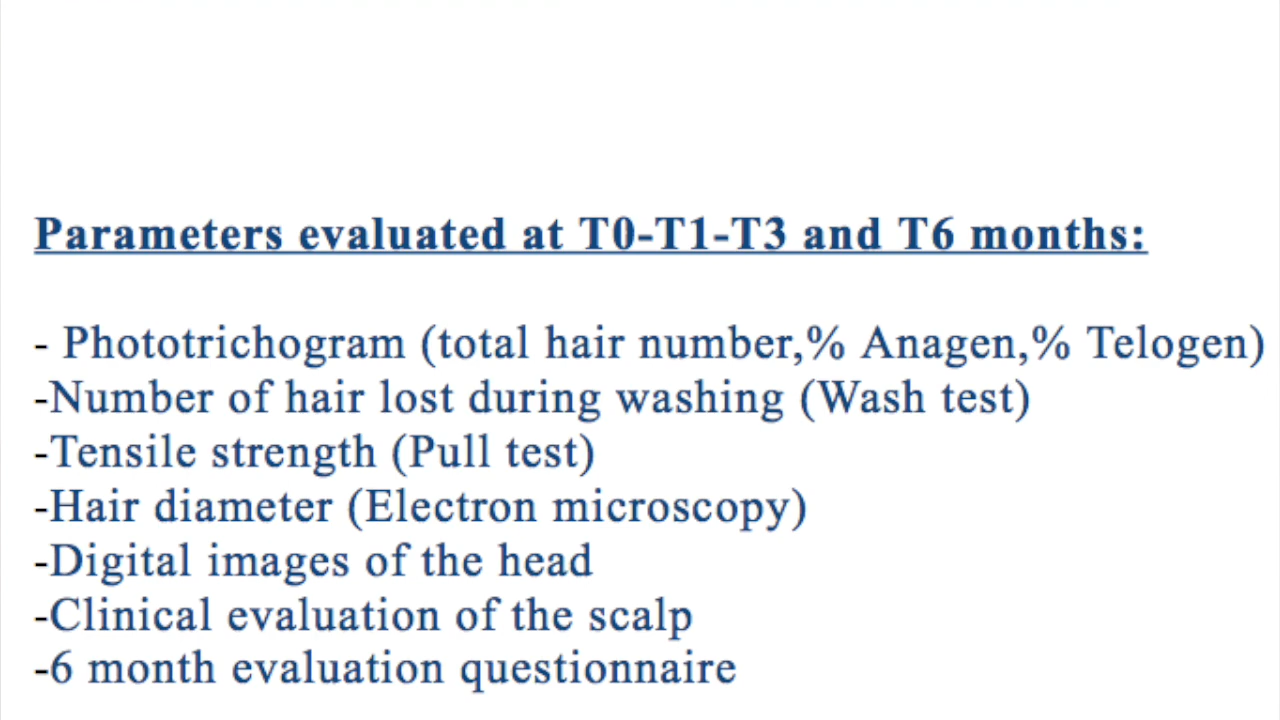 Parameters evaluated at T0-T1-T3 and T6 months:
- Phototrichogram (total hair number,% Anagen,% Telogen)
-Number of hair lost during washing (Wash test)
-Tensile strength (Pull test)
-Hair diameter (Electron microscopy)
-Digital images of the head
-Clinical evaluation of the scalp
-6 month evaluation questionnaire